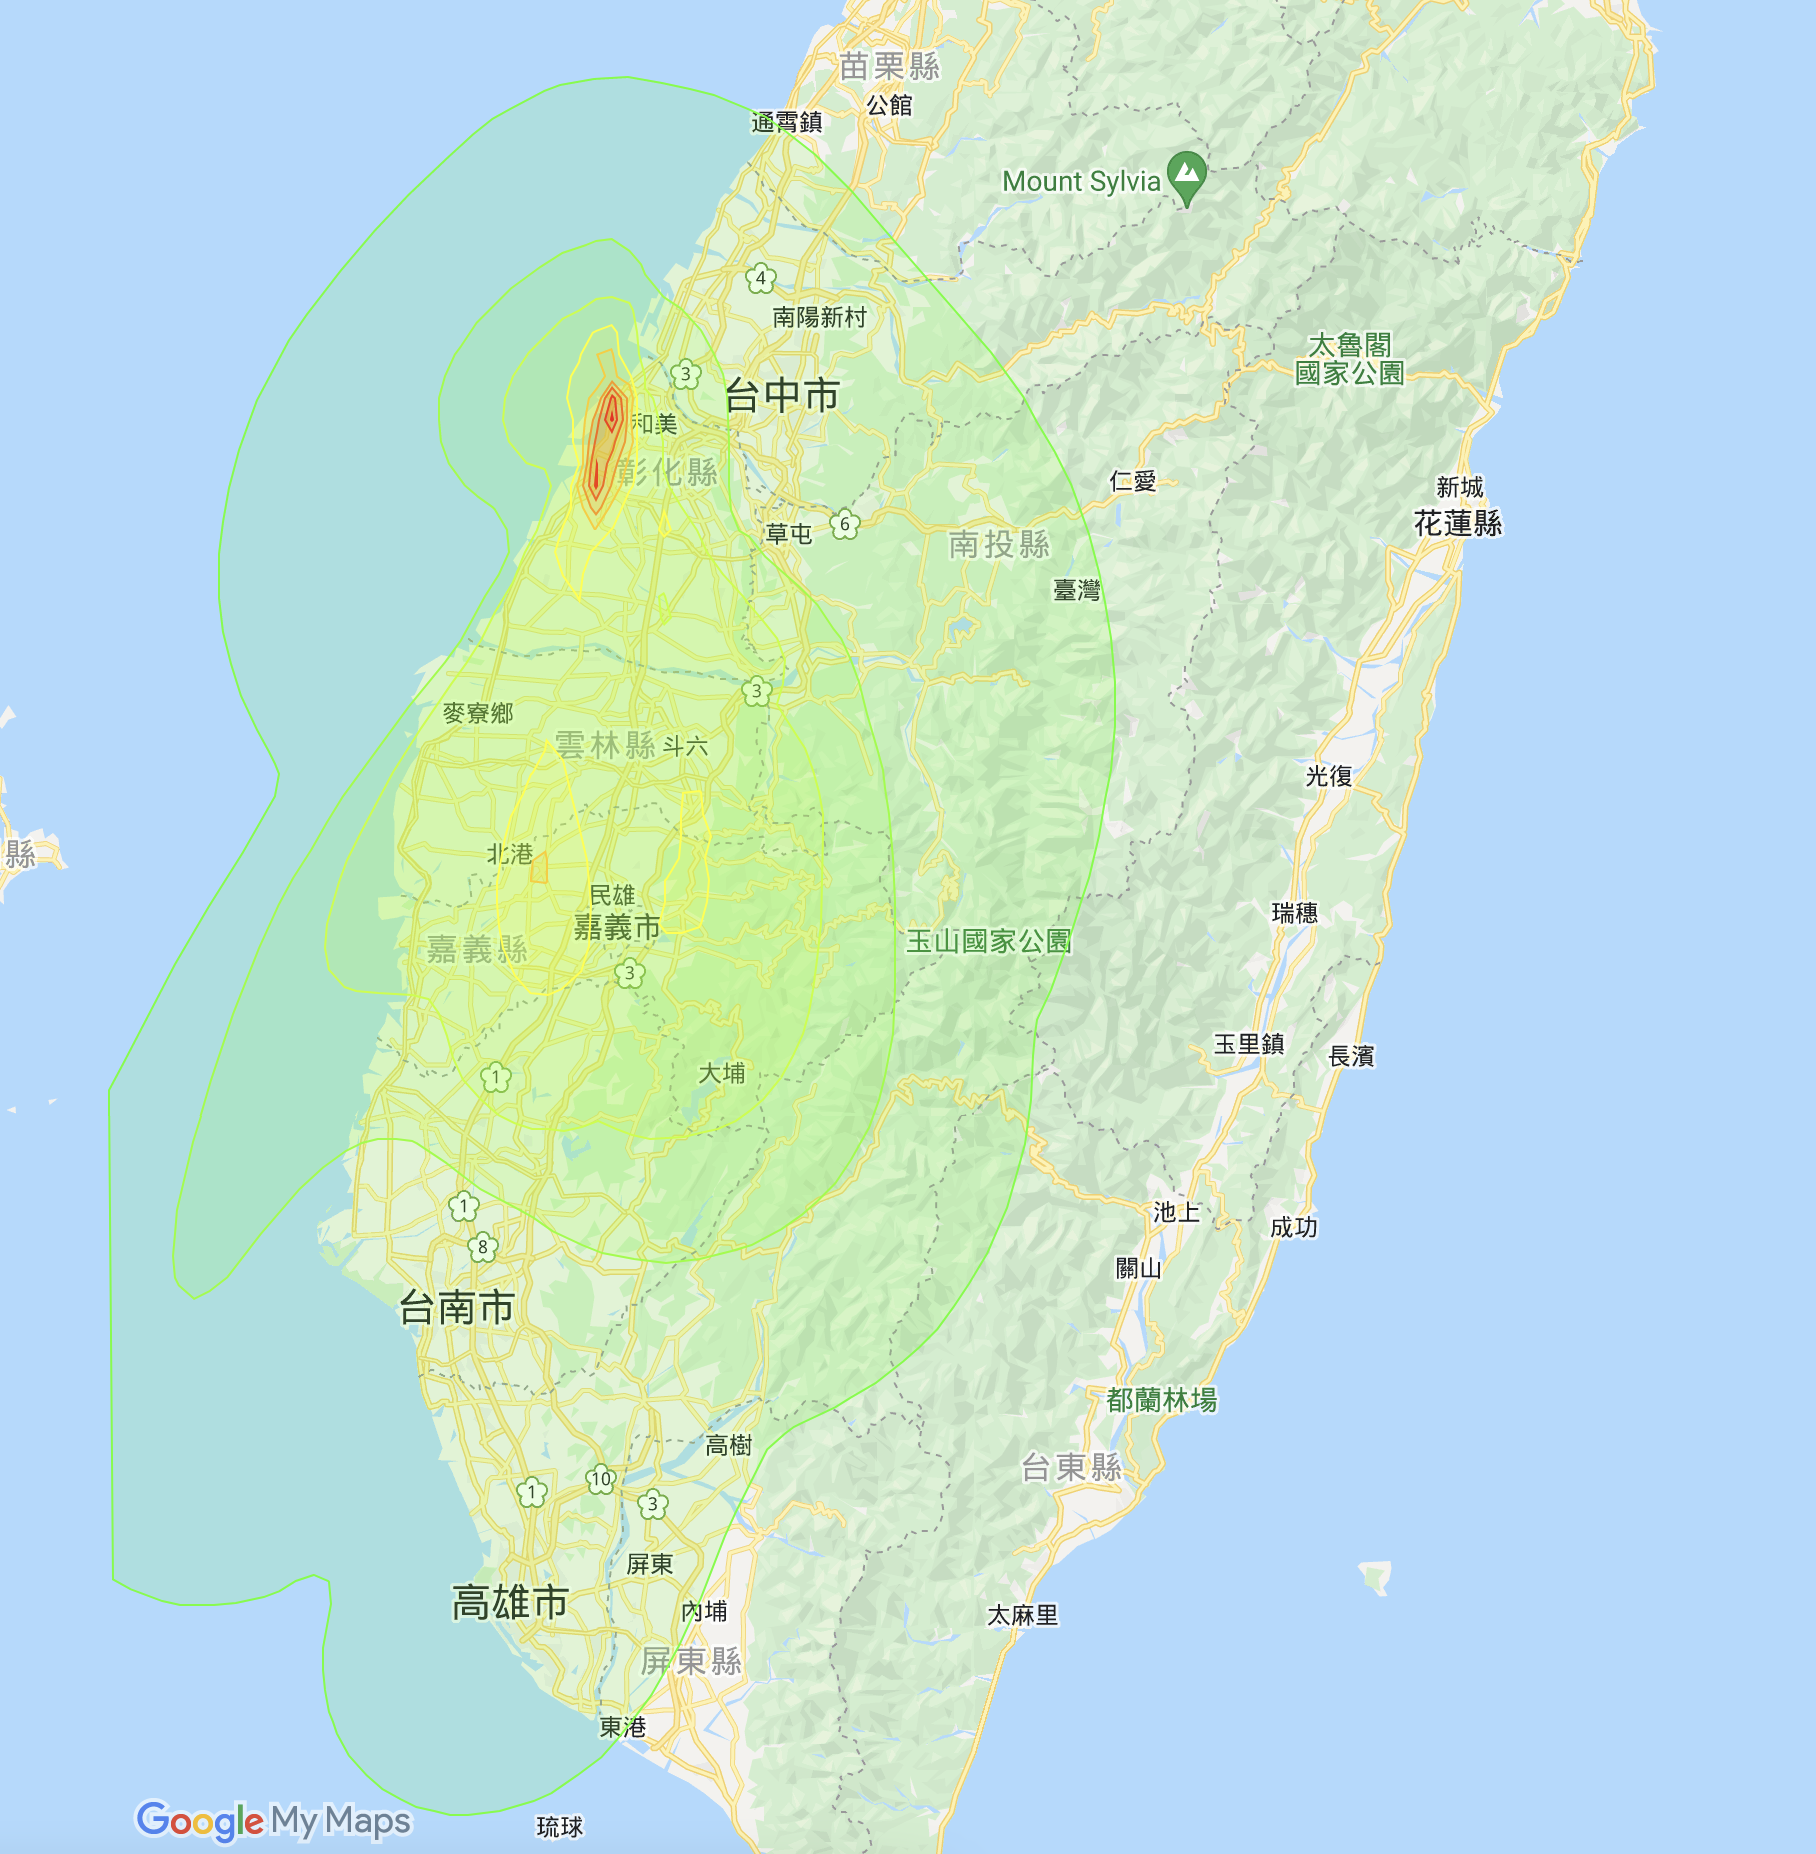 苗栗縣
公館
通霄鎮
Mount Sylvia
4
南陽新村
太魯閣
國家公園
3
台中市
和美
彰化縣
仁愛
新城
花蓮縣
草屯
6
南投縣
臺灣
3
麥寮鄉
雲林縣
斗六
光復
縣
北港
民雄
嘉義市
瑞穗
嘉義縣
玉山國家公園
3
玉里鎮
長濱
1
大埔
1
8
池上
成功
關山
台南市
都蘭林場
高樹
台東縣
10
1
3
屏東
高雄市
內埔
太麻里
屏東縣
東港
Google My Maps
琉球